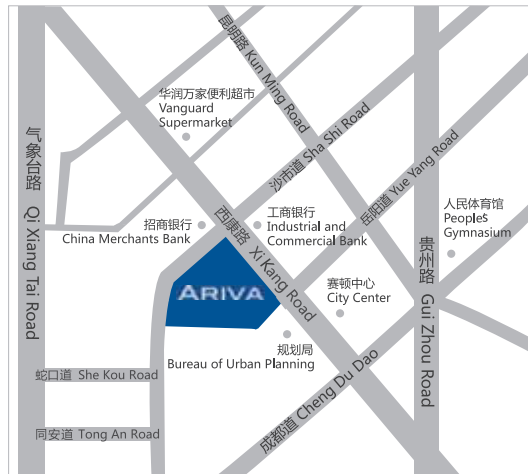 昆明路 Kun Ming Road
华润万家便利超市
Vanguard
Supermarket
沙市道 Sha Shi Road
岳阳道 Yue Yang Road
气象台路 Qi Xiang Tai Road
招商银行
China Merchants Bank
工商银行
Industrial and
Commercial Bank
人民体育馆
People's
Gymnasium
西康路 Xi Kang Road
贵州路 Gui Zhou Road
ARIVA
赛顿中心
City Center
规划局
Bureau of Urban Planning
蛇口道 She Kou Road
成都道 Cheng Du Dao
同安道 Tong An Road